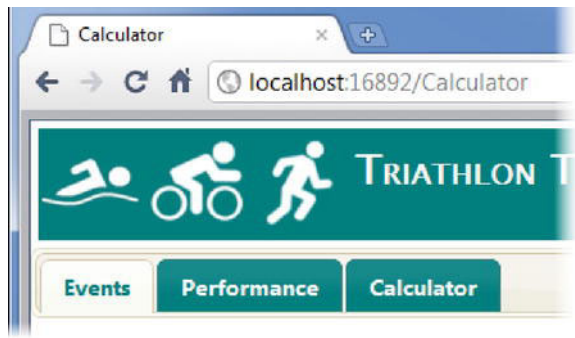 Calculator
localhost:16892/Calculator
TRIATHLON T
Events Performance Calculator